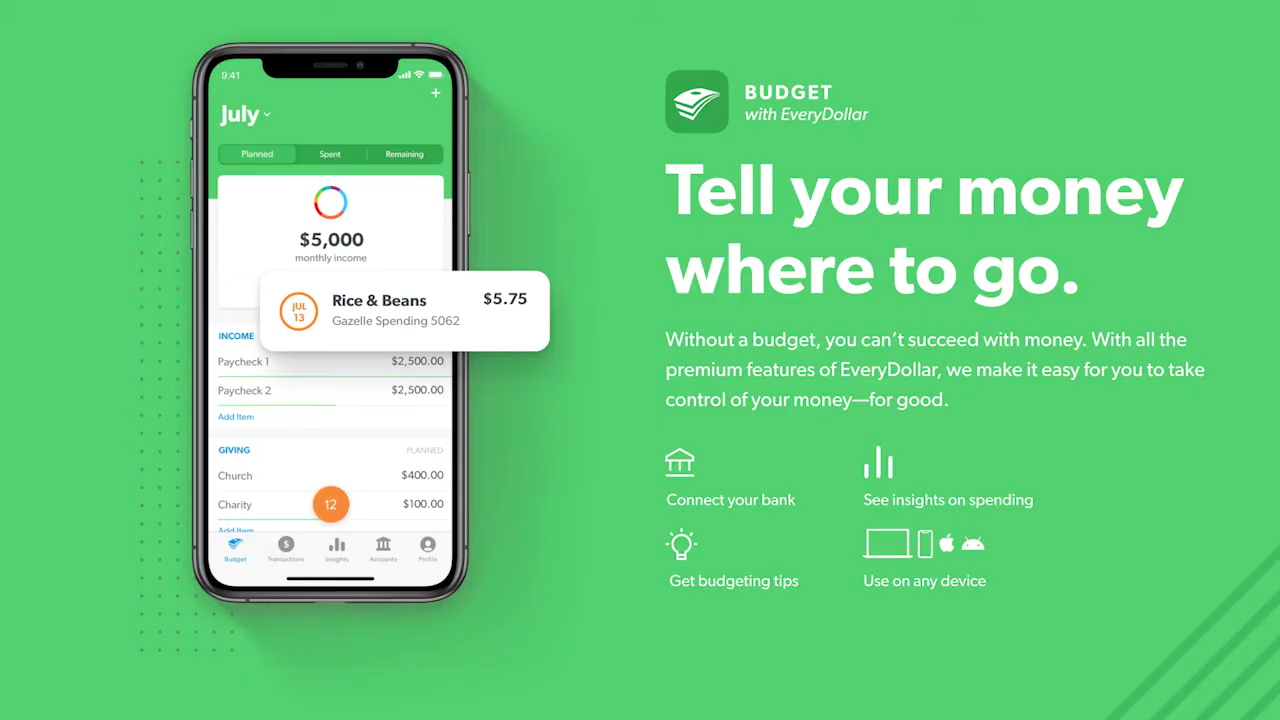 9:41
+
July
Planned
Spent
Remaining
$5,000
monthly income
JUL
13
Rice & Beans
$5.75
Gazelle Spending 5062
INCOME
Paycheck 1
$2,500.00
Paycheck 2
$2,500.00
Add Item
GIVING
PLANNED
Church
$400.00
Charity
12
$100.00
Add Item
$
Budget
Transactions
Insights
Accounts
Profile
BUDGET
with EveryDollar
Tell your money
where to go.
Without a budget, you can’t succeed with money. With all the
premium features of EveryDollar, we make it easy for you to take
control of your money—for good.
Connect your bank
See insights on spending
Get budgeting tips
Use on any device